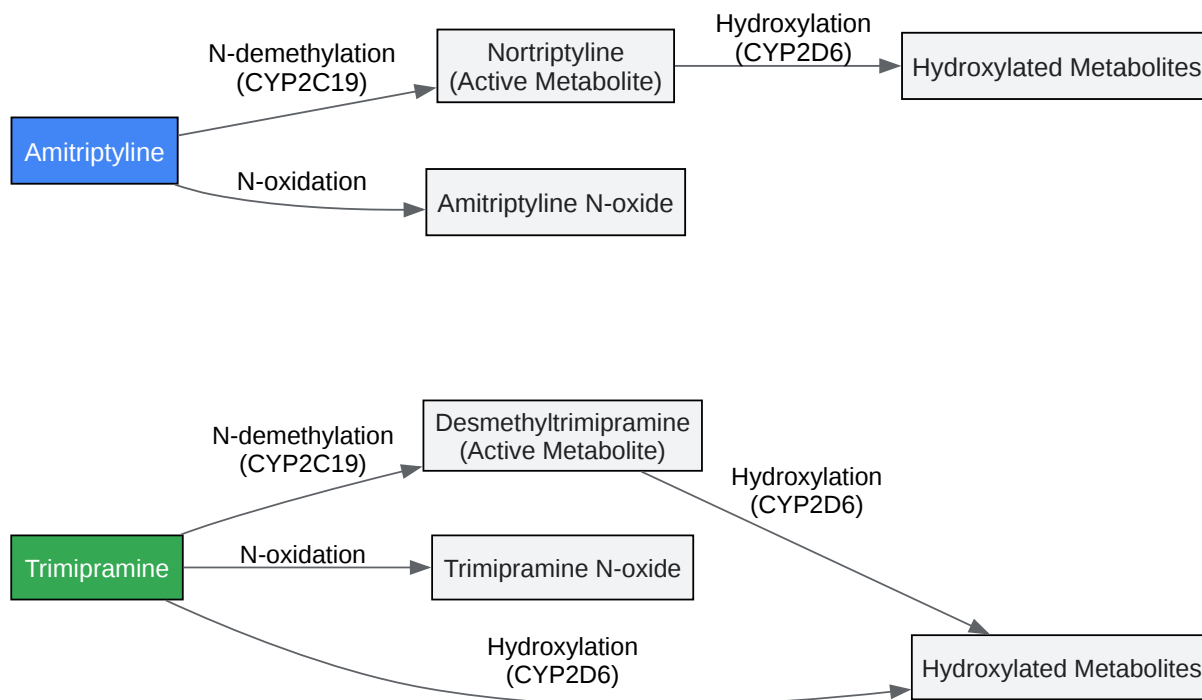 N-demethylation
(CYP2C19)
Nortriptyline
(Active Metabolite)
Hydroxylation
(CYP2D6)
Hydroxylated Metabolites
Amitriptyline
N-oxidation
Amitriptyline N-oxide
N-demethylation
(CYP2C19)
Desmethyltrimipramine
(Active Metabolite)
Hydroxylation
(CYP2D6)
Trimipramine
N-oxidation
Trimipramine N-oxide
Hydroxylation
(CYP2D6)
Hydroxylated Metabolites